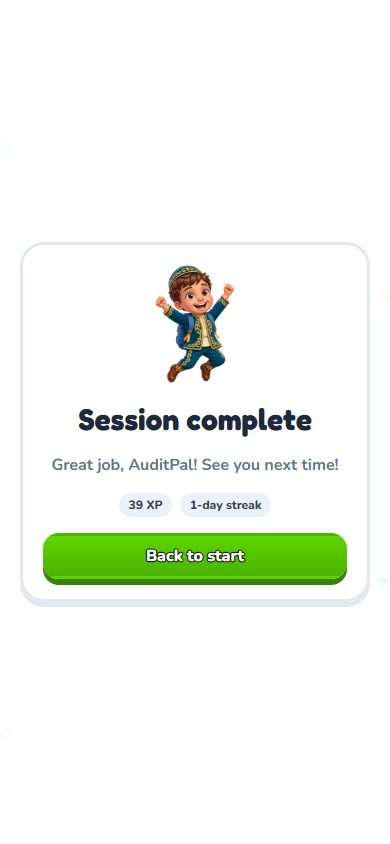 Session complete
Great job, AuditPal! See you next time!
39 XP
1-day streak
Back to start